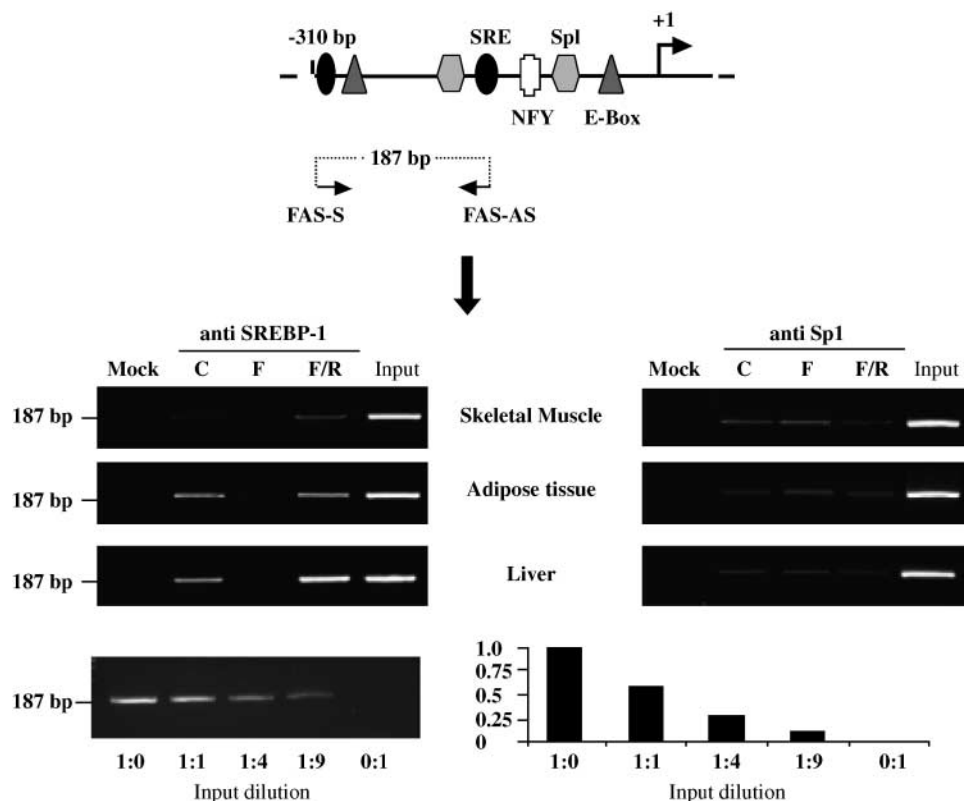 -310 bp SRE Spl +1
NFY E-Box
187 bp
FAS-S FAS-AS
anti SREBP-1 anti Sp1
Mock C F F/R Input Mock C F F/R Input
187 bp Skeletal Muscle
187 bp Adipose tissue
187 bp Liver
187 bp
1.0
0.75
0.5
0.25
0
1:0 1:1 1:4 1:9 0:1 1:0 1:1 1:4 1:9 0:1
Input dilution Input dilution